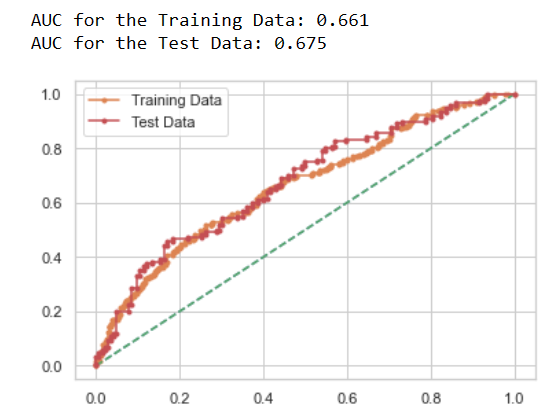 AUC for the Training Data: 0.661
AUC for the Test Data: 0.675
1.0
Training Data
Test Data
0.8
0.6
0.4
0.2
0.0
0.0 0.2 0.4 0.6 0.8 1.0